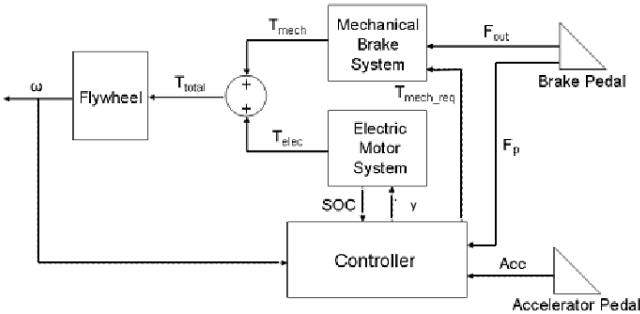 T_mech
Mechanical
Brake
System
F_out
Brake Pedal
ω
Flywheel
T_total
+
+
T_mech_req
T_elec
Electric
Motor
System
F_p
SOC
γ
Controller
Acc
Accelerator Pedal